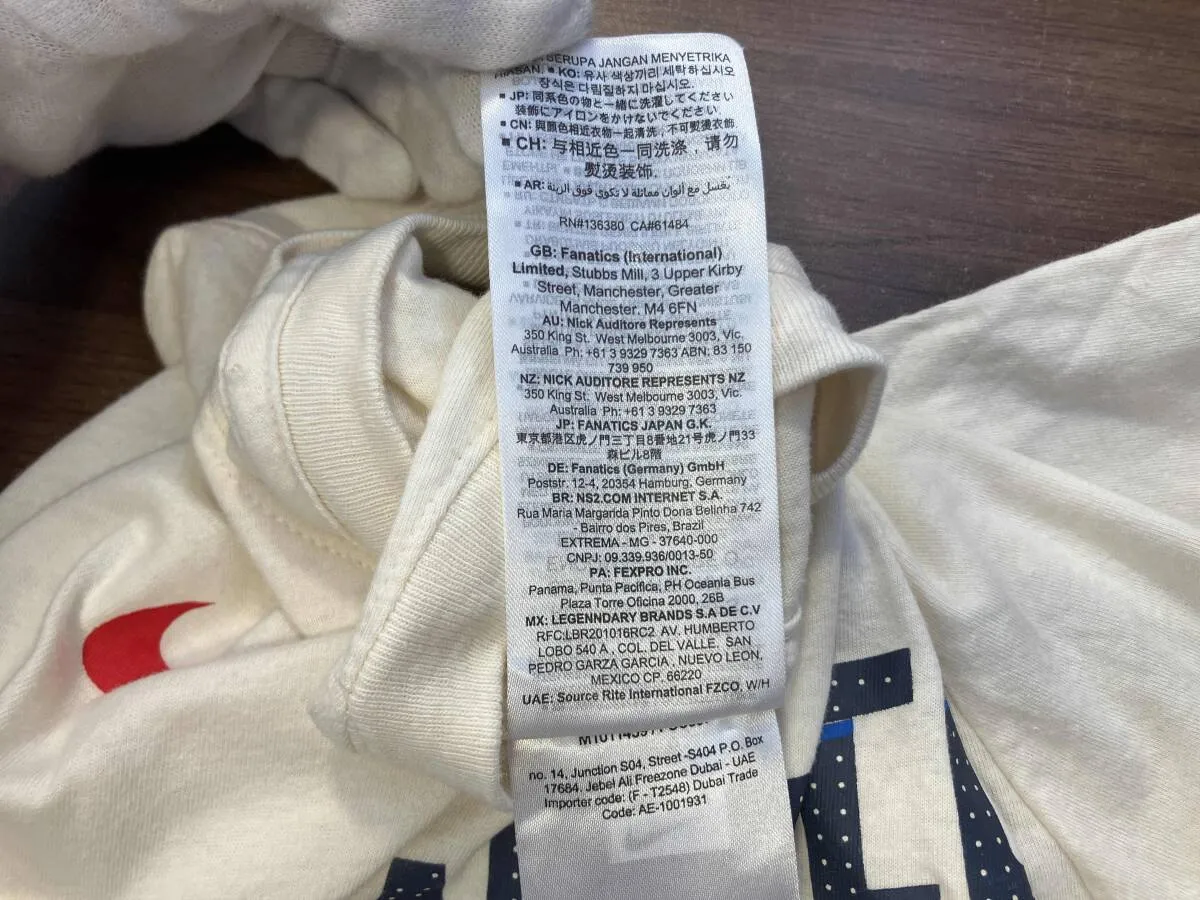 SERUPA JANGAN MENYETRIKA
HIASAN. ■ KO: 유사 색상끼리 세탁하십시오
장식은 다림질하지 마십시오.
■ JP: 同系色の物と一緒に洗濯してください
装飾にアイロンをかけないでください
■ CN: 與顏色相近衣物一起清洗，不可熨燙衣飾
■ CH: 与相近色一同洗涤，请勿
熨烫装饰.
■ AR: يغسل مع ألوان مماثلة لا تكوى فوق الزينة
RN#136380 CA#61484
GB: Fanatics (International)
Limited, Stubbs Mill, 3 Upper Kirby
Street, Manchester, Greater
Manchester. M4 6FN
AU: Nick Auditore Represents
350 King St. West Melbourne 3003, Vic.
Australia Ph: +61 3 9329 7363 ABN: 83 150
739 950
NZ: NICK AUDITORE REPRESENTS NZ
350 King St. West Melbourne 3003, Vic.
Australia Ph: +61 3 9329 7363
JP: FANATICS JAPAN G.K.
東京都港区虎ノ門三丁目8番地21号虎ノ門33
森ビル8階
DE: Fanatics (Germany) GmbH
Poststr. 12-4, 20354 Hamburg, Germany
BR: NS2.COM INTERNET S.A.
Rua Maria Margarida Pinto Dona Belinha 742
- Bairro dos Pires, Brazil
EXTREMA - MG - 37640-000
CNPJ: 09.339.936/0013-50
PA: FEXPRO INC.
Panama, Punta Pacifica, PH Oceania Bus
Plaza Torre Oficina 2000, 26B
MX: LEGENNDARY BRANDS S.A DE C.V
RFC:LBR201016RC2 AV. HUMBERTO
LOBO 540 A , COL. DEL VALLE. SAN
PEDRO GARZA GARCIA , NUEVO LEON,
MEXICO CP. 66220
UAE: Source Rite International FZCO, W/H
no. 14, Junction S04, Street -S404 P.O. Box
17684. Jebel Ali Freezone Dubai - UAE
Importer code: (F - T2548) Dubai Trade
Code: AE-1001931